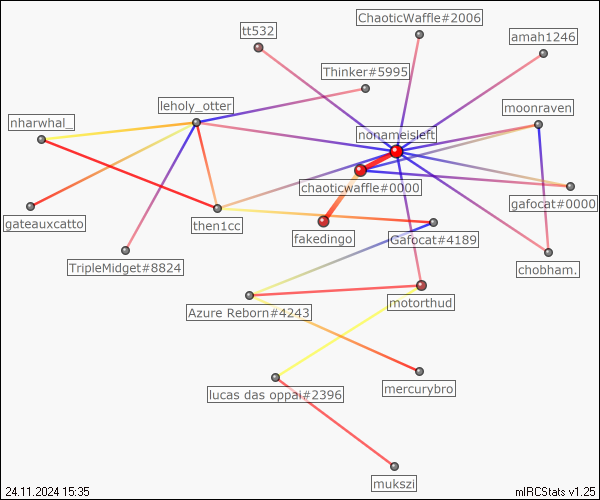 ChaoticWaffle#2006
tt532
amah1246
Thinker#5995
leholy_otter
moonraven
nharwhal_
nonameisleft
chaoticwaffle#0000
gafocat#0000
gateauxcatto
then1cc
fakedingo
Gafocat#4189
TripleMidget#8824
chobham.
motorthud
Azure Reborn#4243
lucas das oppai#2396
mercurybro
mukszi
24.11.2024 15:35
mIRCStats v1.25